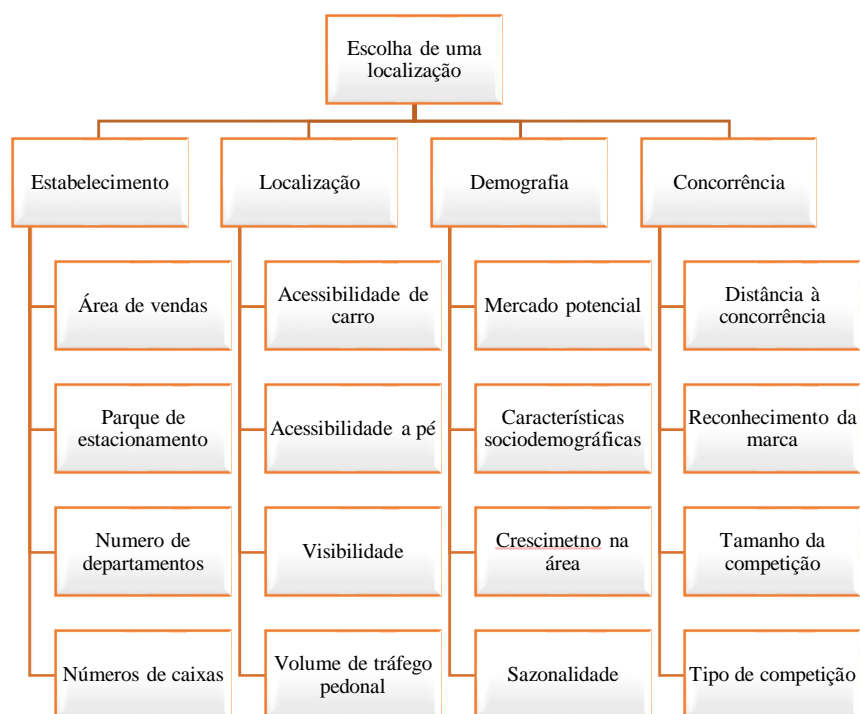 Escolha de uma
localização
Estabelecimento
Localização
Demografia
Concorrência
Área de vendas
Parque de
estacionamento
Numero de
departamentos
Números de caixas
Acessibilidade de
carro
Acessibilidade a pé
Visibilidade
Volume de tráfego
pedonal
Mercado potencial
Características
sociodemográficas
Crescimetno na
área
Sazonalidade
Distância à
concorrência
Reconhecimento da
marca
Tamanho da
competição
Tipo de competição